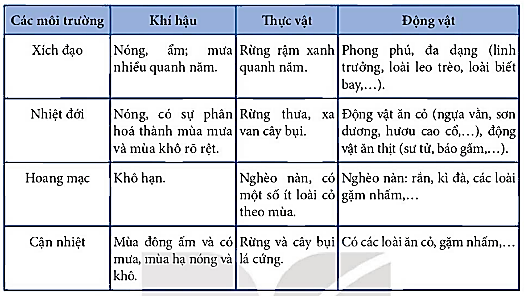 Các môi trường
Khí hậu
Thực vật
Động vật
Xích đạo
Nóng, ẩm; mưa
nhiều quanh năm.
Rừng rậm xanh
quanh năm.
Phong phú, đa dạng (linh
trưởng, loài leo trèo, loài biết
bay,…).
Nhiệt đới
Nóng, có sự phân
hoá thành mùa mưa
và mùa khô rõ rệt.
Rừng thưa, xa
van cây bụi.
Động vật ăn cỏ (ngựa vằn, sơn
dương, hươu cao cổ,…), động
vật ăn thịt (sư tử, báo gấm,…).
Hoang mạc
Khô hạn.
Nghèo nàn, có
một số ít loài cỏ
theo mùa.
Nghèo nàn: rắn, kì đà, các loài
gặm nhấm,…
Cận nhiệt
Mùa đông ấm và có
mưa, mùa hạ nóng và
khô.
Rừng và cây bụi
lá cứng.
Có các loài ăn cỏ, gặm nhấm,…